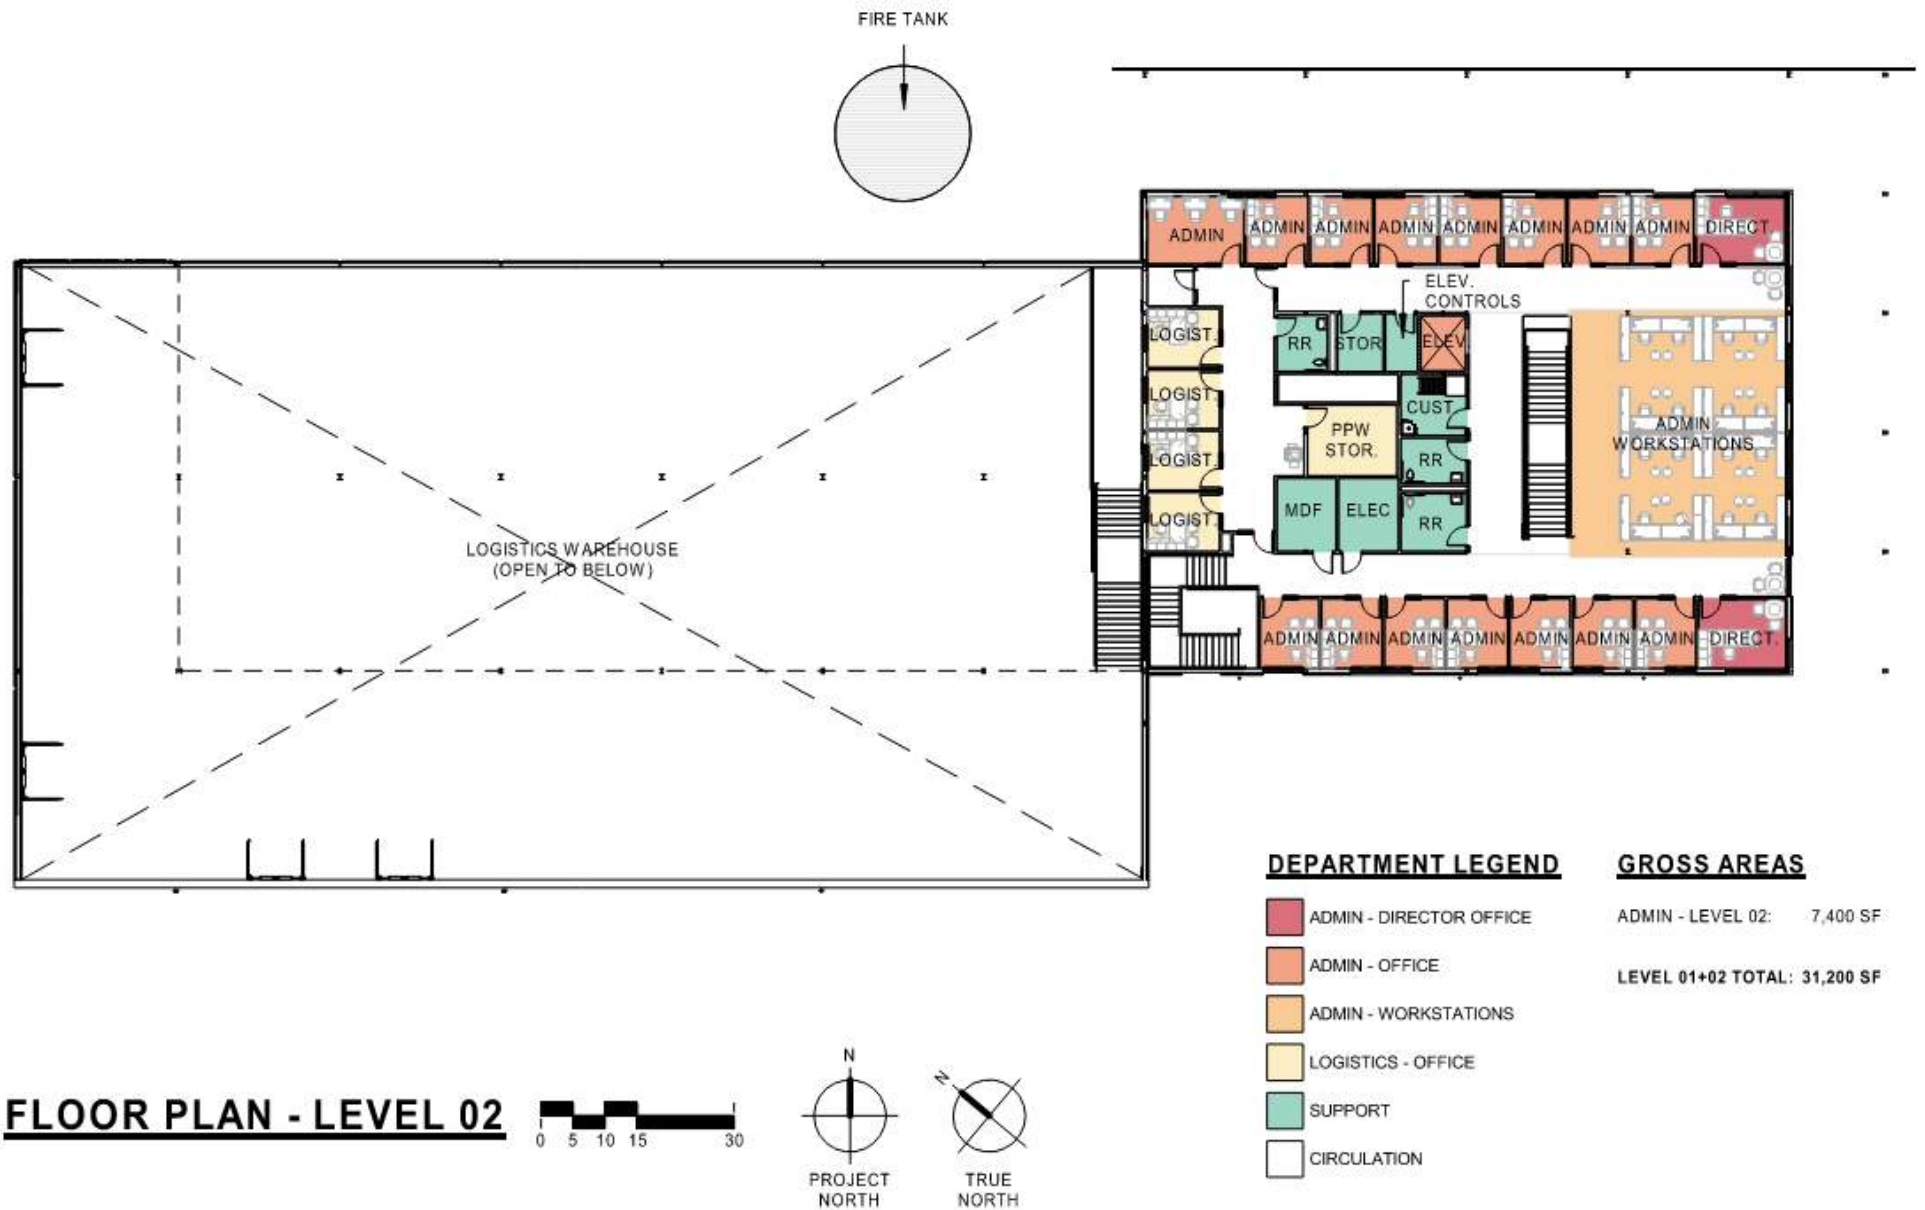 FIRE TANK
ADMIN
ADMIN
ADMIN
ADMIN
ADMIN
ADMIN
ADMIN
ADMIN
DIRECT.
ELEV.
CONTROLS
LOGIST.
RR
STOR
ELEV
LOGIST.
CUST
ADMIN
WORKSTATIONS
PPW
STOR.
LOGIST.
RR
LOGIST.
MDF
ELEC
RR
LOGISTICS WAREHOUSE
(OPEN TO BELOW)
ADMIN
ADMIN
ADMIN
ADMIN
ADMIN
ADMIN
ADMIN
DIRECT.
DEPARTMENT LEGEND
ADMIN - DIRECTOR OFFICE
ADMIN - OFFICE
ADMIN - WORKSTATIONS
LOGISTICS - OFFICE
SUPPORT
CIRCULATION
GROSS AREAS
ADMIN - LEVEL 02: 7,400 SF
LEVEL 01+02 TOTAL: 31,200 SF
FLOOR PLAN - LEVEL 02
0 5 10 15 30
N
PROJECT
NORTH
N
TRUE
NORTH